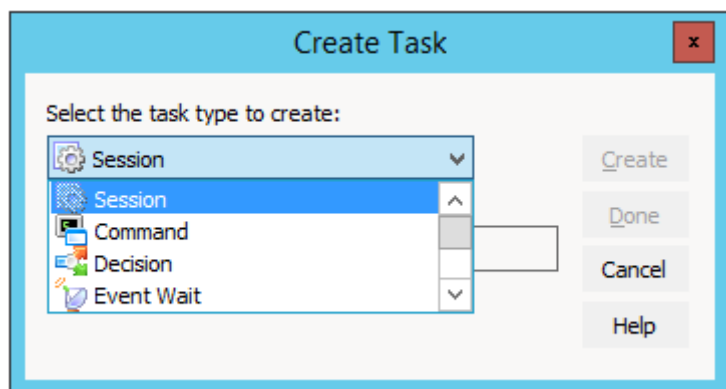 Create Task
x
Select the task type to create:
Session
Create
Session
Done
Command
Decision
Cancel
Event Wait
Help